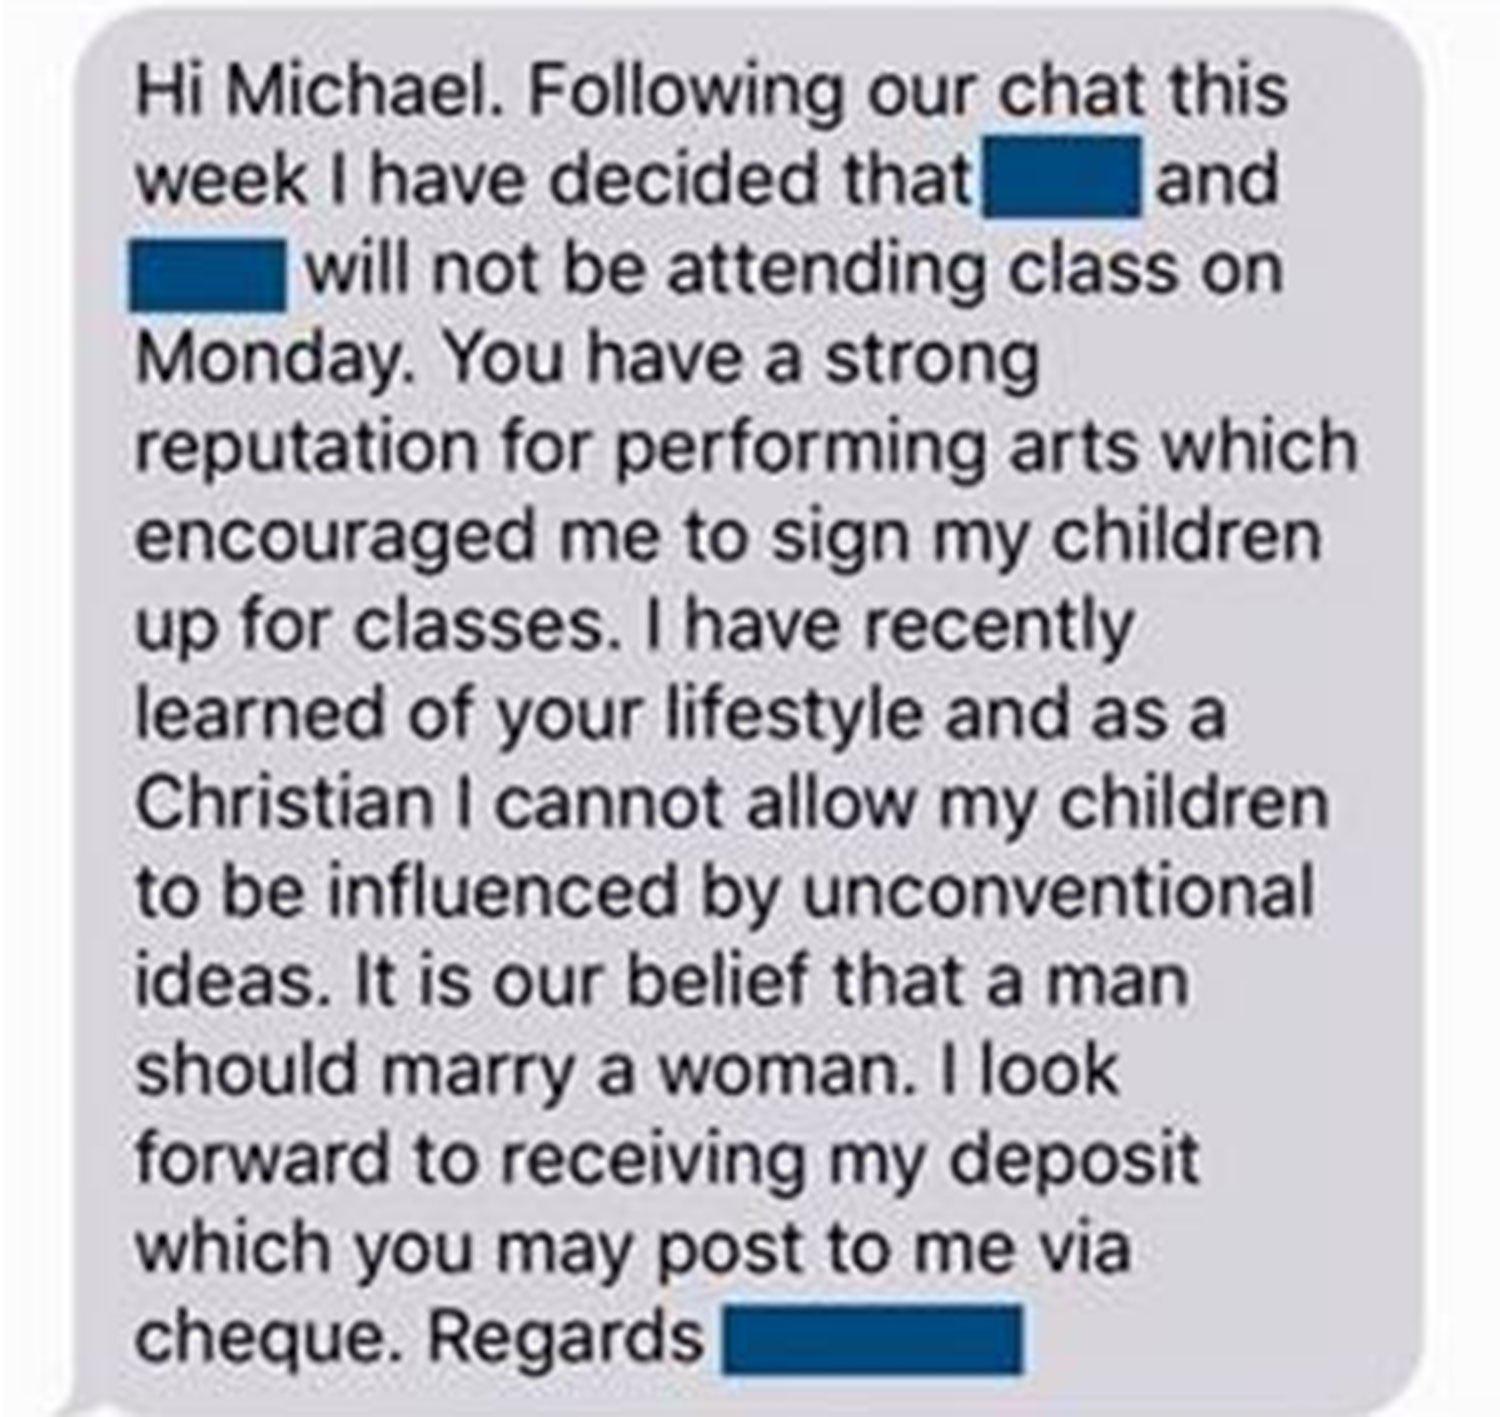 Hi Michael. Following our chat this
week I have decided that and
will not be attending class on
Monday. You have a strong
reputation for performing arts which
encouraged me to sign my children
up for classes. I have recently
learned of your lifestyle and as a
Christian I cannot allow my children
to be influenced by unconventional
ideas. It is our belief that a man
should marry a woman. I look
forward to receiving my deposit
which you may post to me via
cheque. Regards